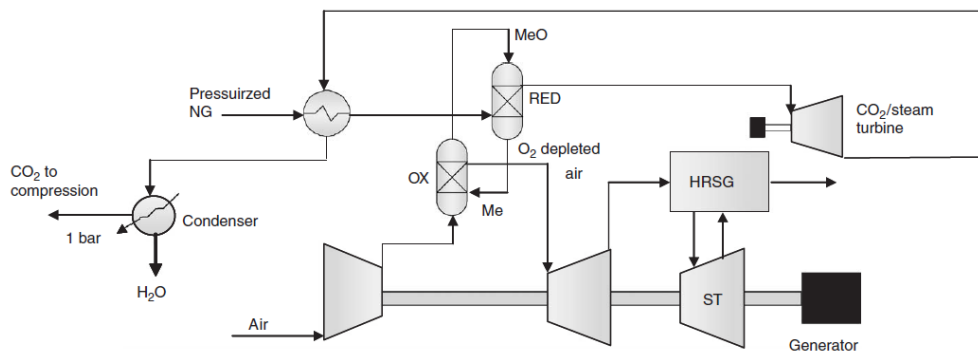 MeO
Pressuirzed
NG
RED
CO2/steam
turbine
O2 depleted
air
CO2 to
compression
OX
HRSG
Me
Condenser
1 bar
H2O
ST
Air
Generator